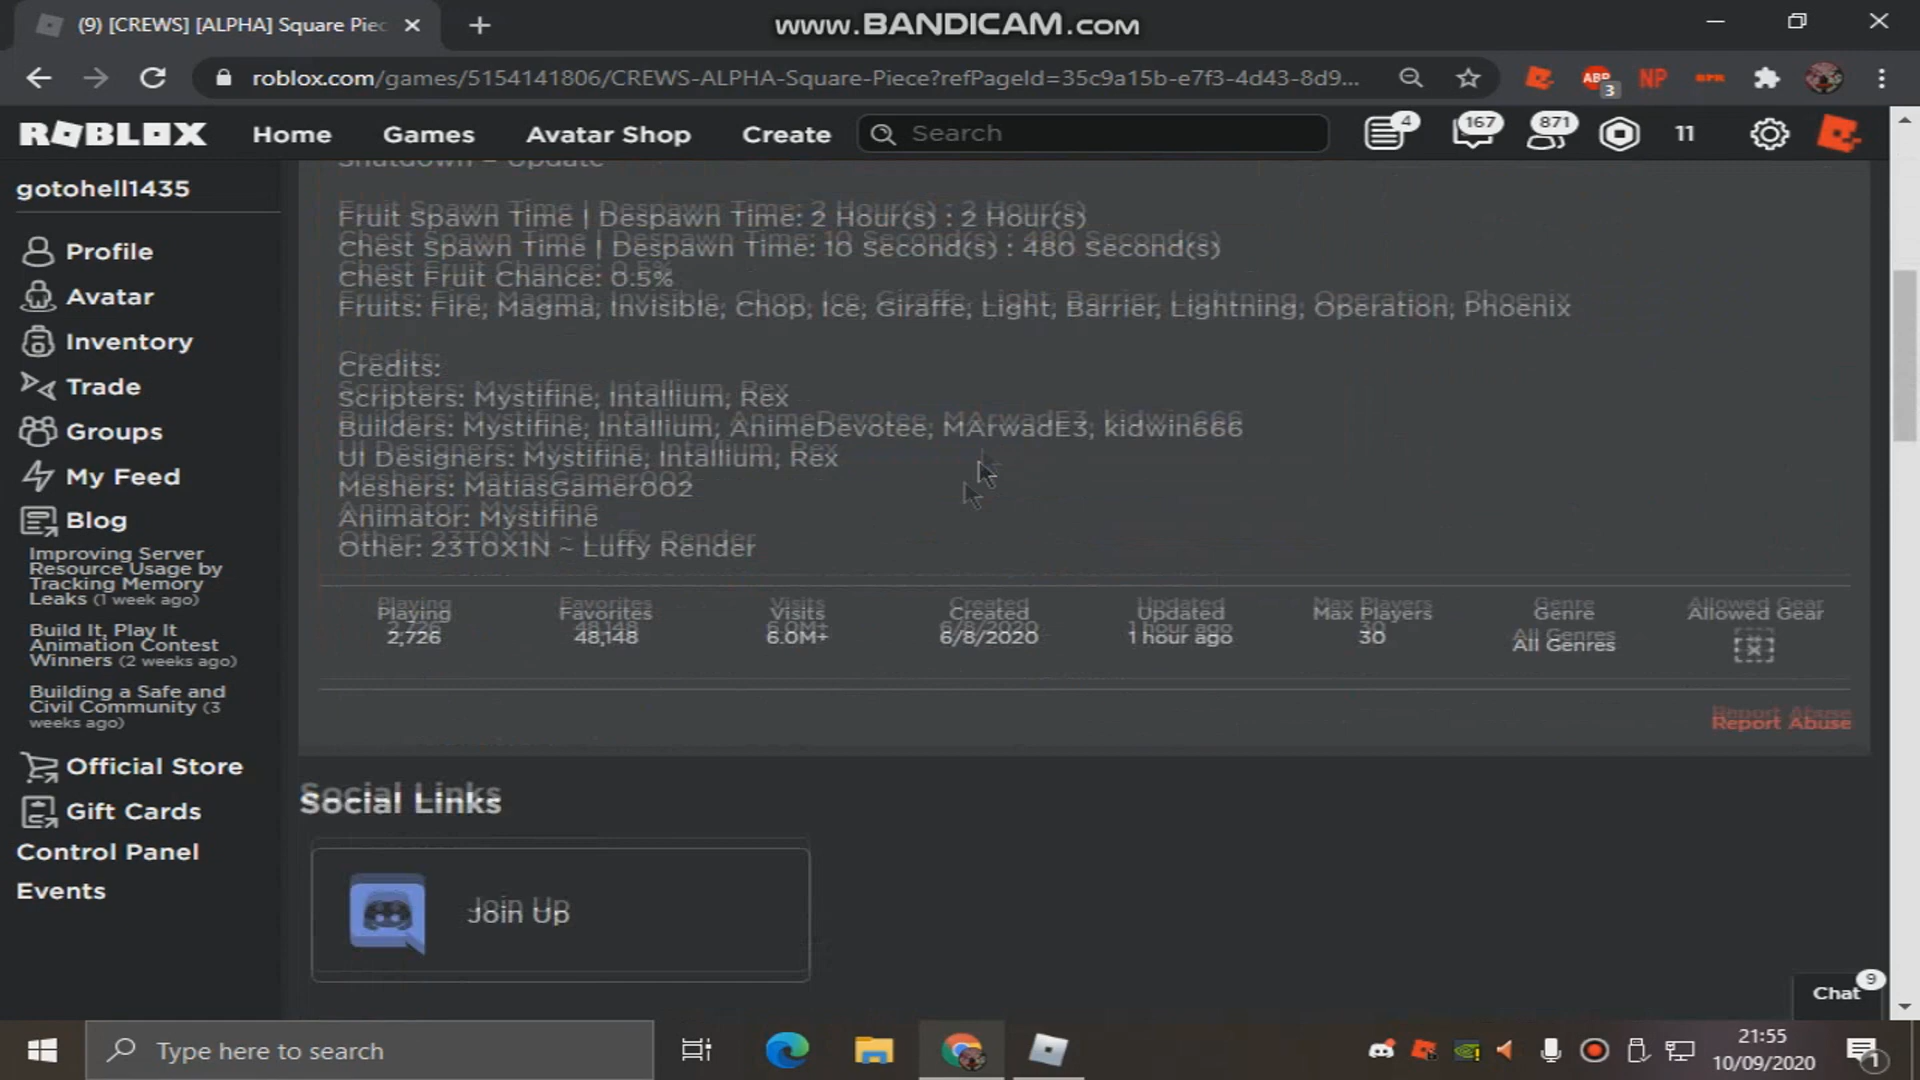 (9) [CREWS] [ALPHA] Square Piec
www.BANDICAM.com
roblox.com/games/5154141806/CREWS-ALPHA-Square-Piece?refPageId=35c9a15b-e7f3-4d43-8d9...
ABP
3
NP
ROBLOX
Home
Games
Avatar Shop
Create
Search
4
167
871
11
gotohell1435
Profile
Avatar
Inventory
Trade
Groups
My Feed
Blog
Improving Server
Resource Usage by
Tracking Memory
Leaks (1 week ago)
Build It, Play It
Animation Contest
Winners (2 weeks ago)
Building a Safe and
Civil Community (3
weeks ago)
Official Store
Gift Cards
Control Panel
Events
Shutdown = Update
Fruit Spawn Time | Despawn Time: 2 Hour(s) : 2 Hour(s)
Chest Spawn Time | Despawn Time: 10 Second(s) : 480 Second(s)
Chest Fruit Chance: 0.5%
Fruits: Fire, Magma, Invisible, Chop, Ice, Giraffe, Light, Barrier, Lightning, Operation, Phoenix
Credits:
Scripters: Mystifine, Intallium, Rex
Builders: Mystifine, Intallium, AnimeDevotee, MArwadE3, kidwin666
UI Designers: Mystifine, Intallium, Rex
Meshers: MatiasGamer002
Animator: Mystifine
Other: 23T0X1N ~ Luffy Render
Playing
2,726
Favorites
48,148
Visits
6.0M+
Created
6/8/2020
Updated
1 hour ago
Max Players
30
Genre
All Genres
Allowed Gear
Report Abuse
Social Links
Join Up
Chat
9
Type here to search
21:55
10/09/2020
1